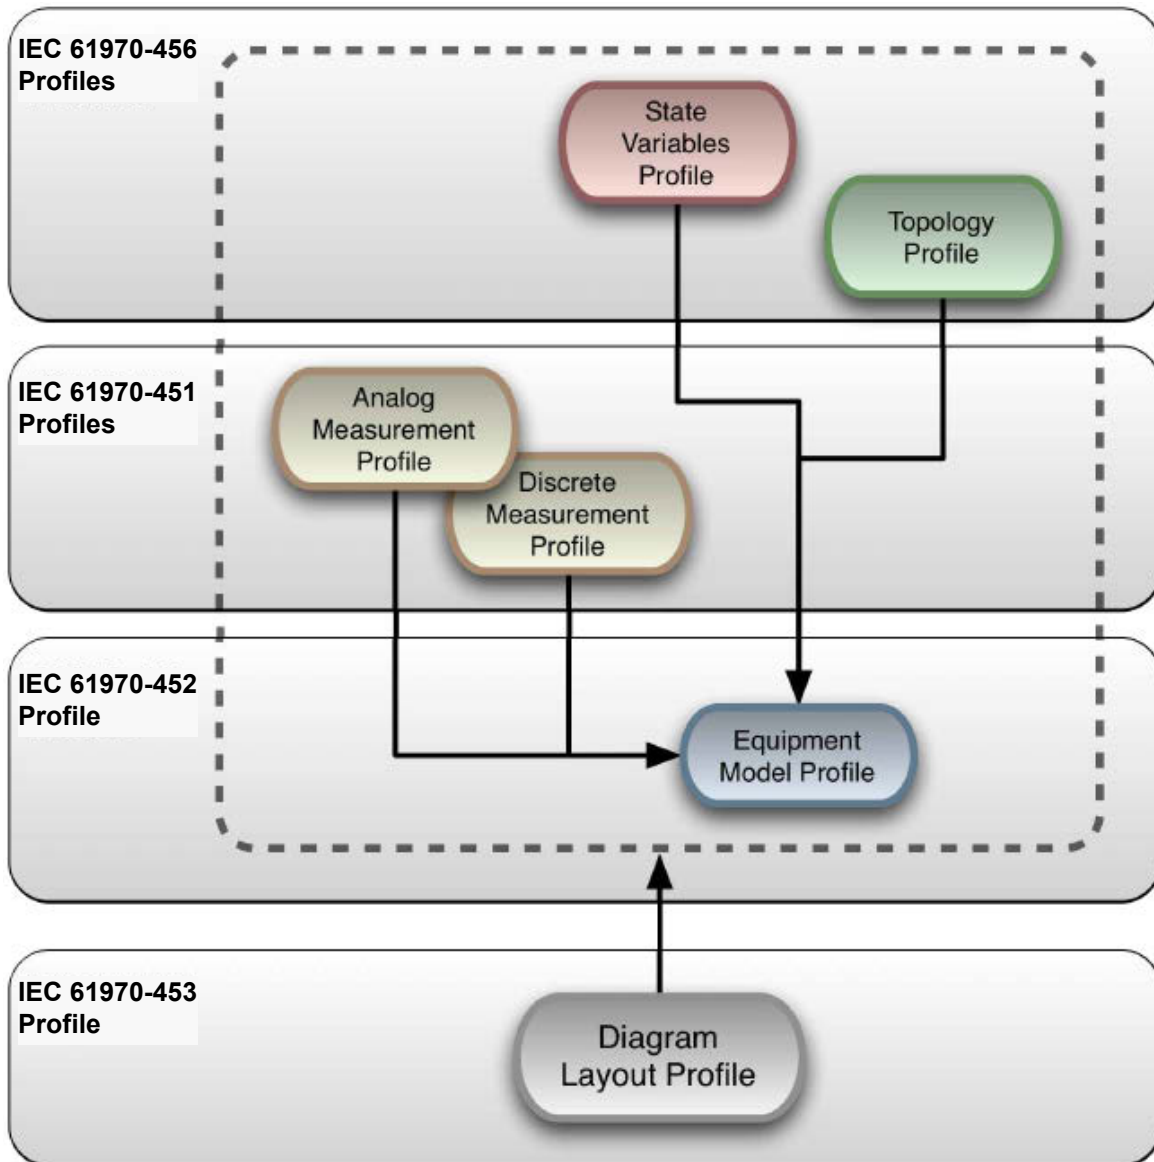 IEC 61970-456
Profiles
State
Variables
Profile
Topology
Profile
IEC 61970-451
Profiles
Analog
Measurement
Profile
Discrete
Measurement
Profile
IEC 61970-452
Profile
Equipment
Model Profile
IEC 61970-453
Profile
Diagram
Layout Profile